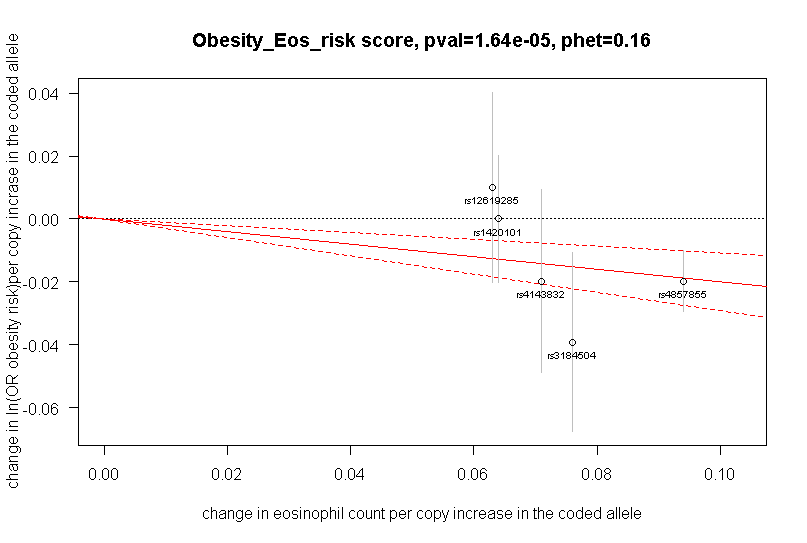 Obesity_Eos_risk score, pval=1.64e-05, phet=0.16
change in ln(OR obesity risk)per copy incrase in the coded allele
0.04
0.02
0.00
-0.02
-0.04
-0.06
rs12619285
rs1420101
rs4143832
rs4857855
rs3184504
0.00 0.02 0.04 0.06 0.08 0.10
change in eosinophil count per copy increase in the coded allele